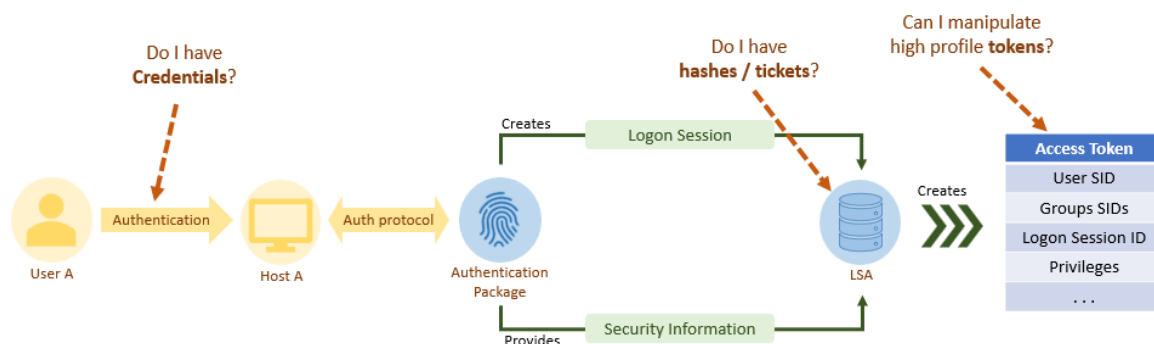 Do I have
Credentials?
Do I have
hashes / tickets?
Can I manipulate
high profile tokens?
Creates
Logon Session
Authentication
Auth protocol
User A
Host A
Authentication
Package
LSA
Creates
Provides
Security Information
Access Token
User SID
Groups SIDs
Logon Session ID
Privileges
. . .